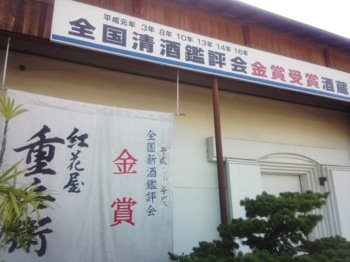 平成元年 3年 8年 10年 13年 14年 16年
全国清酒鑑評会金賞受賞酒蔵
全国新酒鑑評会
金賞
紅花屋
重兵衛